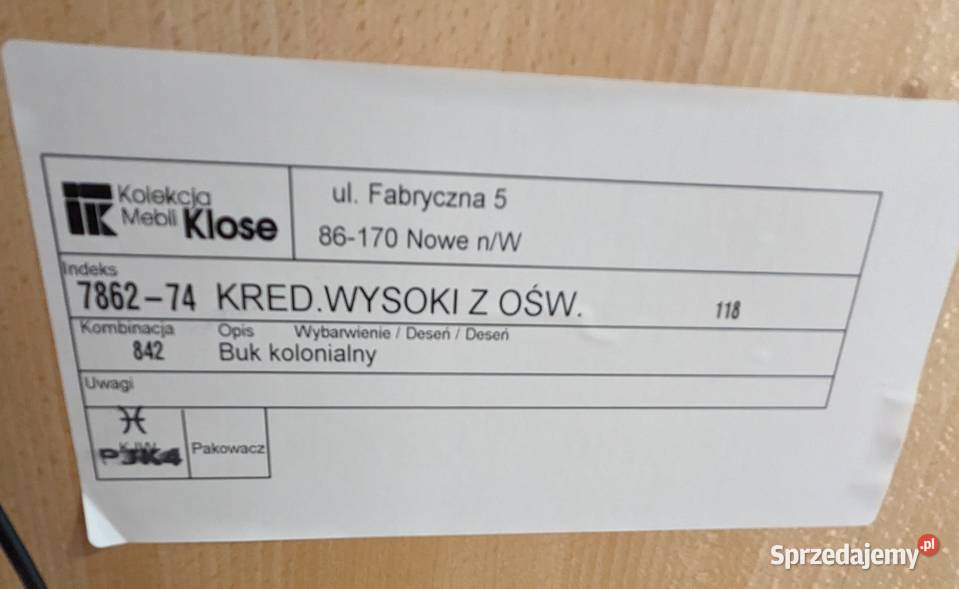 Kolekcja
Mebli Klose
ul. Fabryczna 5
86-170 Nowe n/W
Indeks
7862-74 KRED.WYSOKI Z OŚW. 118
Kombinacja Opis Wybarwienie / Deseń / Deseń
842 Buk kolonialny
Uwagi
PJK4 Pakowacz
Sprzedajemy.pl